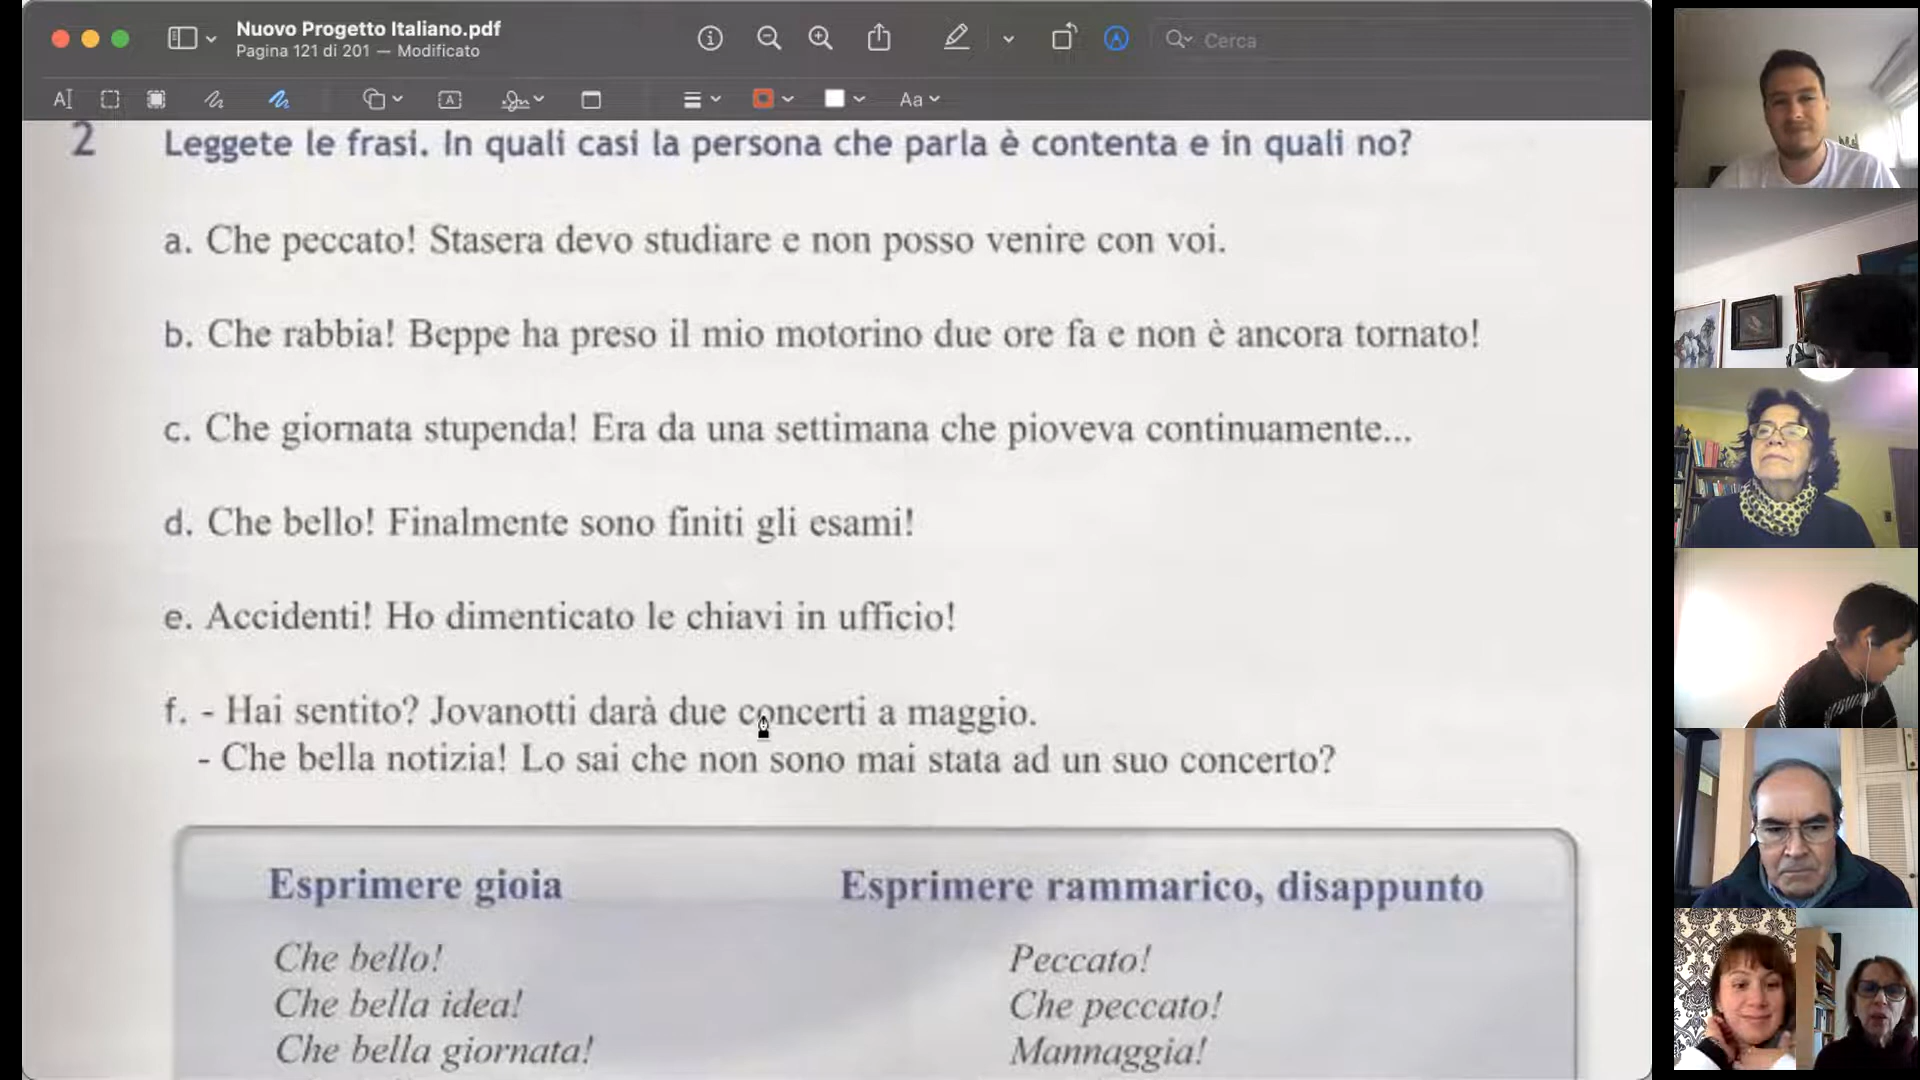 Nuovo Progetto Italiano.pdf
Pagina 121 di 201 — Modificato
Cerca
Aa
2 Leggete le frasi. In quali casi la persona che parla è contenta e in quali no?
a. Che peccato! Stasera devo studiare e non posso venire con voi.
b. Che rabbia! Beppe ha preso il mio motorino due ore fa e non è ancora tornato!
c. Che giornata stupenda! Era da una settimana che pioveva continuamente...
d. Che bello! Finalmente sono finiti gli esami!
e. Accidenti! Ho dimenticato le chiavi in ufficio!
f. - Hai sentito? Jovanotti darà due concerti a maggio.
- Che bella notizia! Lo sai che non sono mai stata ad un suo concerto?
Esprimere gioia
Che bello!
Che bella idea!
Che bella giornata!
Esprimere rammarico, disappunto
Peccato!
Che peccato!
Mannaggia!